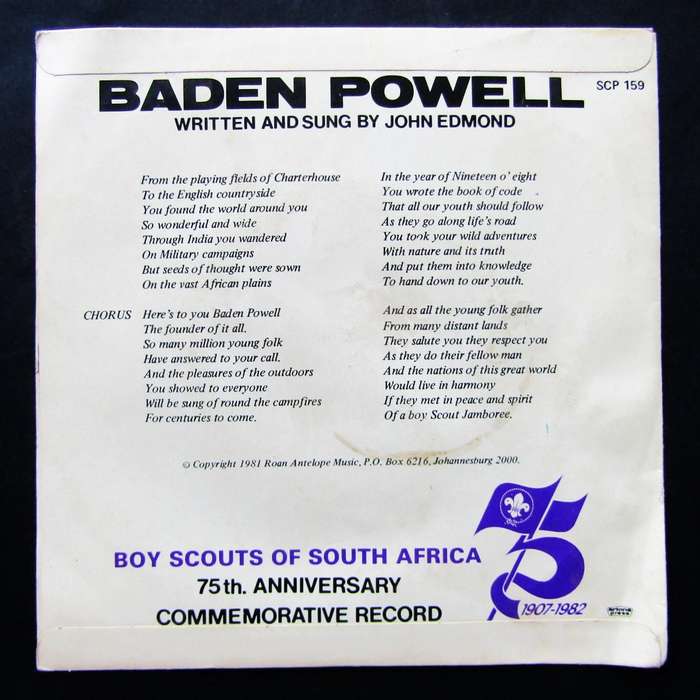 BADEN POWELL
SCP 159
WRITTEN AND SUNG BY JOHN EDMOND
From the playing fields of Charterhouse
To the English countryside
You found the world around you
So wonderful and wide
Through India you wandered
On Military campaigns
But seeds of thought were sown
On the vast African plains
CHORUS Here's to you Baden Powell
The founder of it all.
So many million young folk
Have answered to your call.
And the pleasures of the outdoors
You showed to everyone
Will be sung of round the campfires
For centuries to come.
In the year of Nineteen o' eight
You wrote the book of code
That all our youth should follow
As they go along life's road
You took your wild adventures
With nature and its truth
And put them into knowledge
To hand down to our youth.
And as all the young folk gather
From many distant lands
They salute you they respect you
As they do their fellow man
And the nations of this great world
Would live in harmony
If they met in peace and spirit
Of a boy Scout Jamboree.
© Copyright 1981 Roan Antelope Music, P.O. Box 6216, Johannesburg 2000.
BOY SCOUTS OF SOUTH AFRICA
75th. ANNIVERSARY
COMMEMORATIVE RECORD
75
1907-1982
artone press